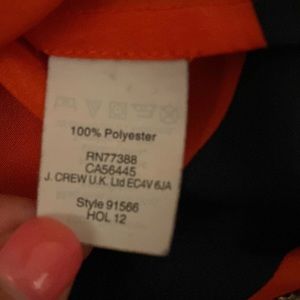 100% Polyester
RN77388
CA56445
J. CREW U.K. Ltd EC4V 6JA
Style 91566
HOL 12